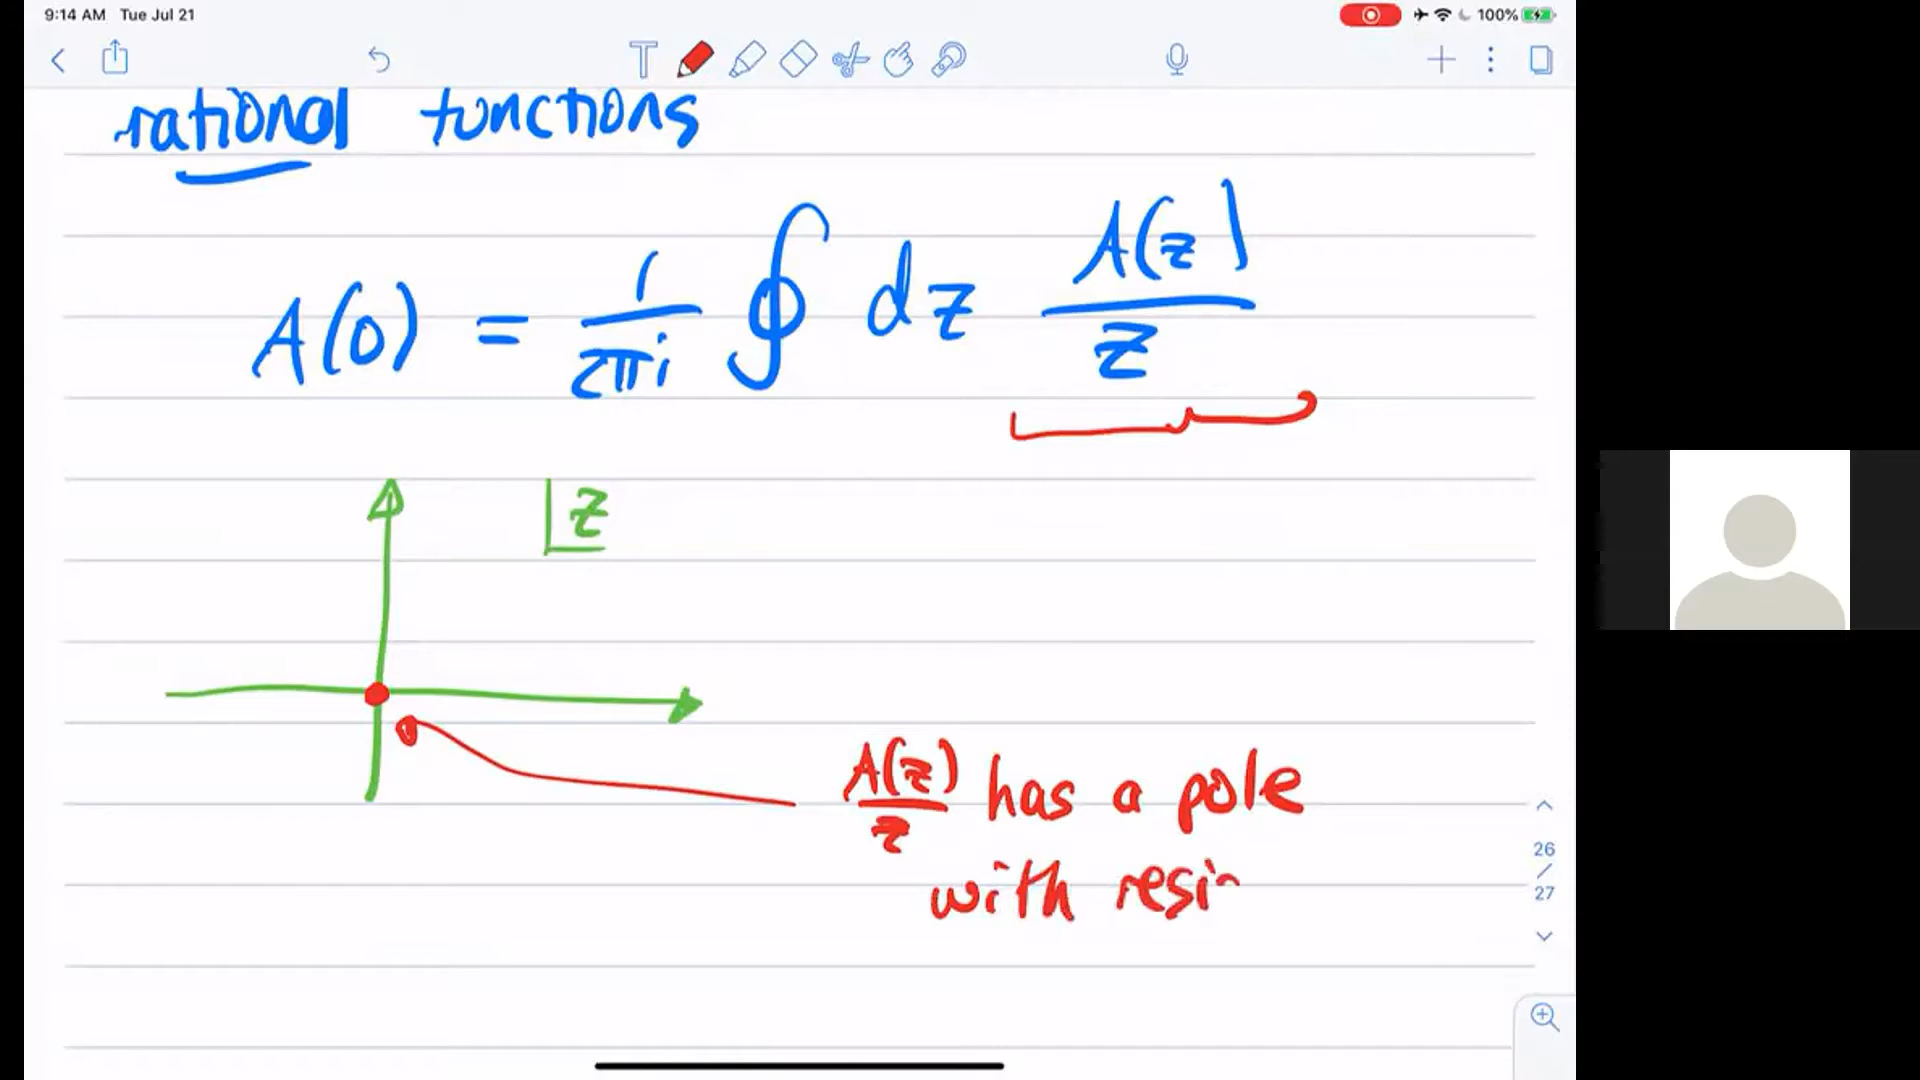 9:14 AM Tue Jul 21
100%
T
rational functions
A(0) = 1/2πi ∮ dz A(z)/z
z
A(z)/z has a pole
with resi
26
/
27